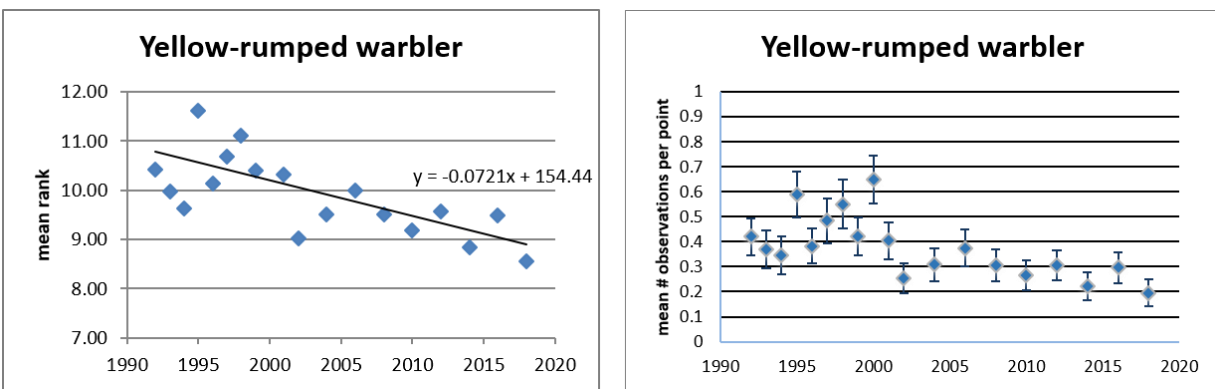 Yellow-rumped warbler
mean rank
12.00
11.00
10.00
9.00
8.00
7.00
y = -0.0721x + 154.44
1990 1995 2000 2005 2010 2015 2020
Yellow-rumped warbler
mean # observations per point
1
0.9
0.8
0.7
0.6
0.5
0.4
0.3
0.2
0.1
0
1990 1995 2000 2005 2010 2015 2020